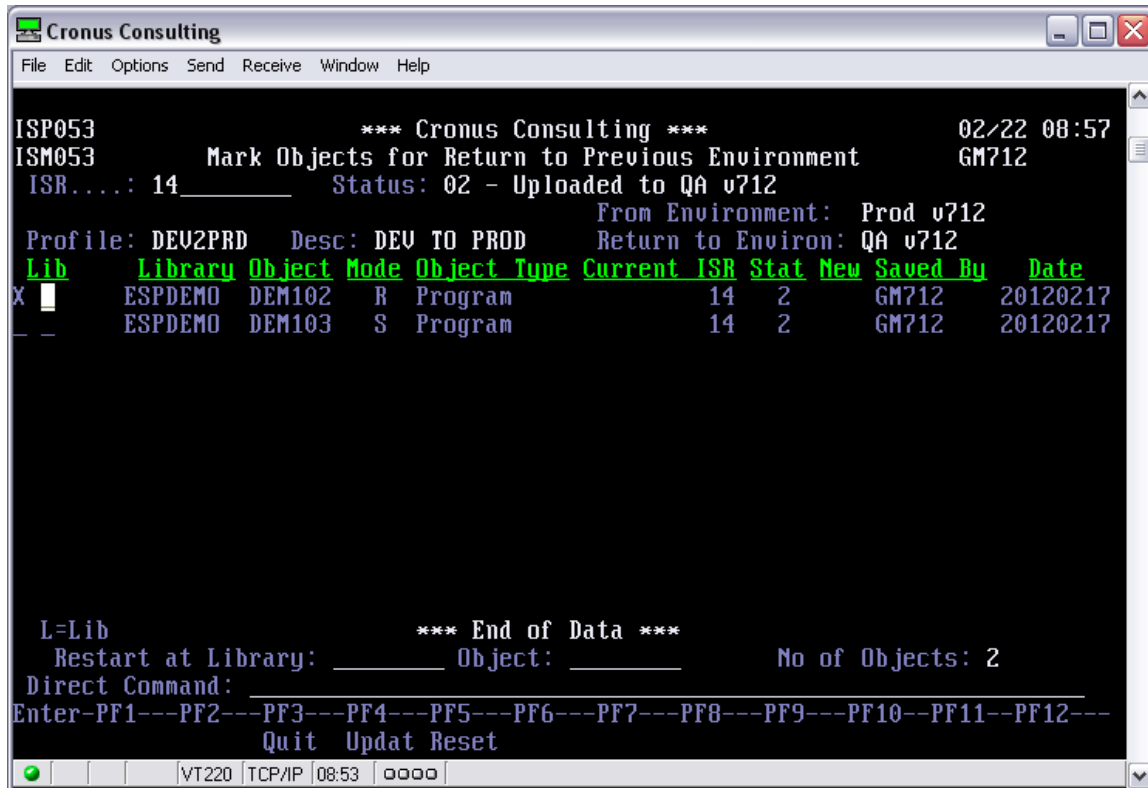 Cronus Consulting
File Edit Options Send Receive Window Help
ISP053 *** Cronus Consulting *** 02/22 08:57
ISM053 Mark Objects for Return to Previous Environment GM712
ISR....: 14________ Status: 02 - Uploaded to QA v712
From Environment: Prod v712
Profile: DEV2PRD Desc: DEV TO PROD Return to Environ: QA v712
Lib Library Object Mode Object Type Current ISR Stat New Saved By Date
X _ ESPDEMO DEM102 R Program 14 2 GM712 20120217
_ _ ESPDEMO DEM103 S Program 14 2 GM712 20120217
L=Lib *** End of Data ***
Restart at Library: ________ Object: ________ No of Objects: 2
Direct Command: ____________________________________________________________
Enter-PF1---PF2---PF3---PF4---PF5---PF6---PF7---PF8---PF9---PF10--PF11--PF12---
Quit Updat Reset
VT220 TCP/IP 08:53